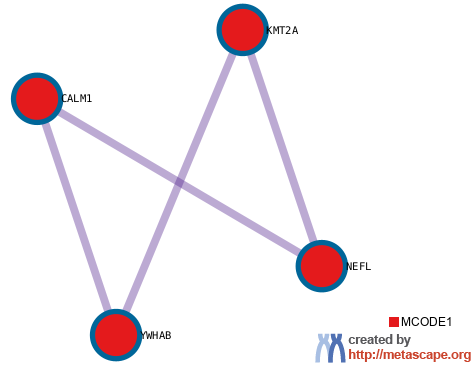 KMT2A
CALM1
NEFL
YWHAB
MCODE1
created by
http://metascape.org